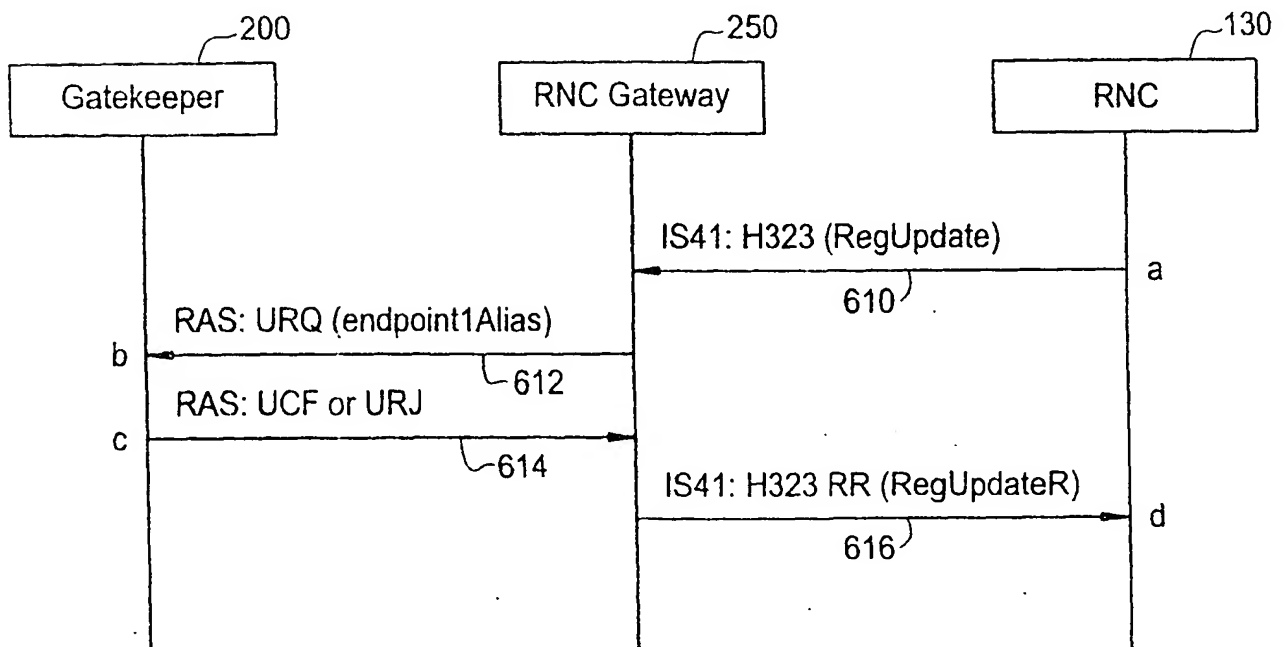 200
250
130
Gatekeeper
RNC Gateway
RNC
IS41: H323 (RegUpdate)
a
610
RAS: URQ (endpoint1Alias)
b
612
RAS: UCF or URJ
c
614
IS41: H323 RR (RegUpdateR)
d
616